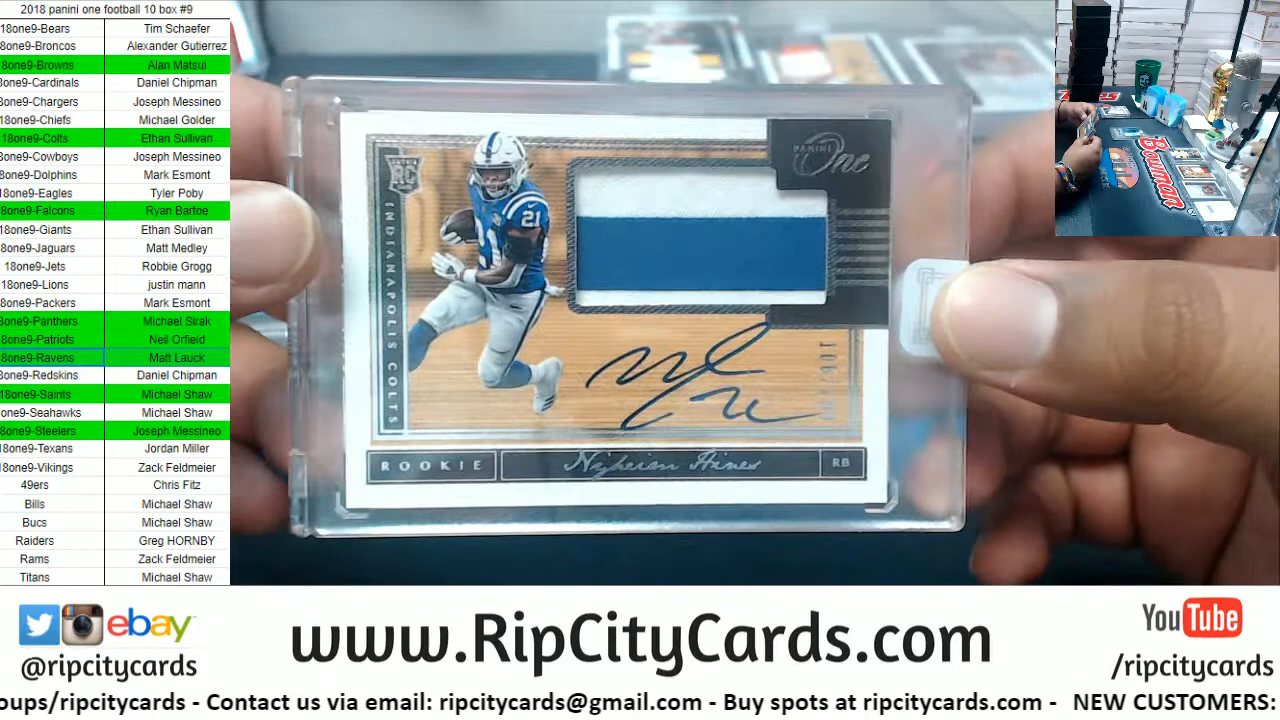 2018 panini one football 10 box #9
18one9-Bears Tim Schaefer
8one9-Broncos Alexander Gutierrez
8one9-Browns Alan Matsui
8one9-Cardinals Daniel Chipman
8one9-Chargers Joseph Messineo
18one9-Chiefs Michael Golder
18one9-Colts Ethan Sullivan
8one9-Cowboys Joseph Messineo
8one9-Dolphins Mark Esmont
18one9-Eagles Tyler Poby
8one9-Falcons Ryan Bartoe
18one9-Giants Ethan Sullivan
8one9-Jaguars Matt Medley
18one9-Jets Robbie Grogg
18one9-Lions justin mann
8one9-Packers Mark Esmont
8one9-Panthers Michael Sirak
8one9-Patriots Neil Orfield
8one9-Ravens Matt Lauck
8one9-Redskins Daniel Chipman
18one9-Saints Michael Shaw
one9-Seahawks Michael Shaw
8one9-Steelers Joseph Messineo
18one9-Texans Jordan Miller
18one9-Vikings Zack Feldmeier
49ers Chris Fitz
Bills Michael Shaw
Bucs Michael Shaw
Raiders Greg HORNBY
Rams Zack Feldmeier
Titans Michael Shaw
RC
INDIANAPOLIS COLTS
21
PANINI One
ROOKIE Nyheim Hines RB
Bowman
ebay
@ripcitycards
www.RipCityCards.com
YouTube
/ripcitycards
oups/ripcitycards - Contact us via email: ripcitycards@gmail.com - Buy spots at ripcitycards.com - NEW CUSTOMERS: